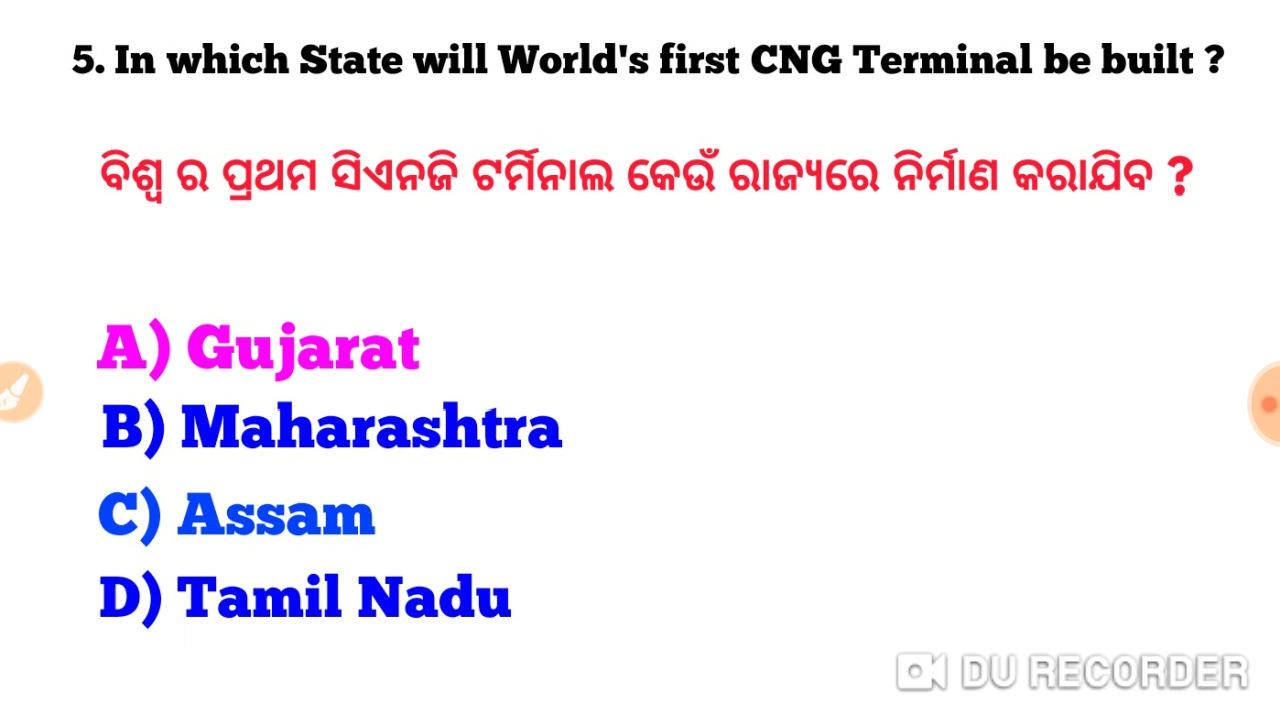 5. In which State will World's first CNG Terminal be built ?
ବିଶ୍ୱ ର ପ୍ରଥମ ସିଏନଜି ଟର୍ମିନାଲ କେଉଁ ରାଜ୍ୟରେ ନିର୍ମାଣ କରାଯିବ ?
A) Gujarat
B) Maharashtra
C) Assam
D) Tamil Nadu
DU RECORDER